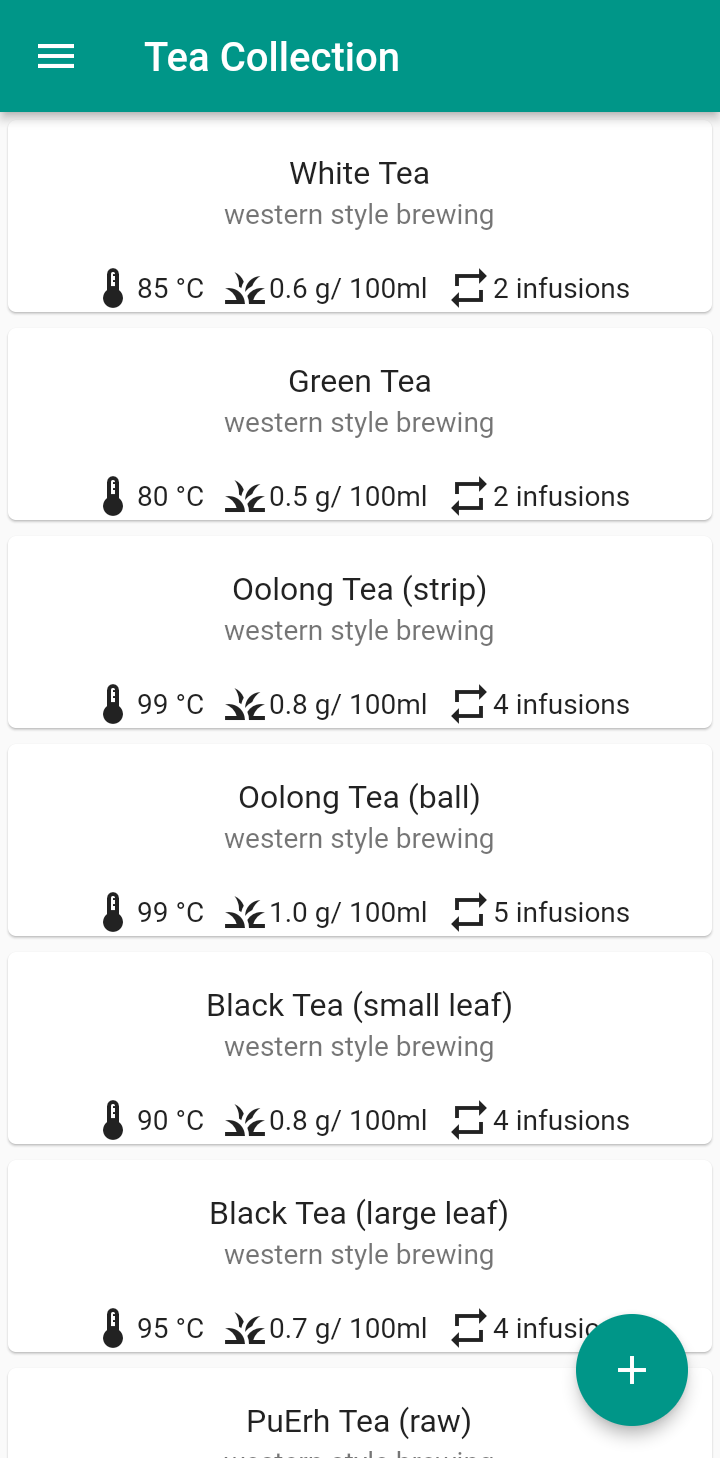 Tea Collection
White Tea
western style brewing
85 °C 0.6 g/ 100ml 2 infusions
Green Tea
western style brewing
80 °C 0.5 g/ 100ml 2 infusions
Oolong Tea (strip)
western style brewing
99 °C 0.8 g/ 100ml 4 infusions
Oolong Tea (ball)
western style brewing
99 °C 1.0 g/ 100ml 5 infusions
Black Tea (small leaf)
western style brewing
90 °C 0.8 g/ 100ml 4 infusions
Black Tea (large leaf)
western style brewing
95 °C 0.7 g/ 100ml 4
PuErh Tea (raw)